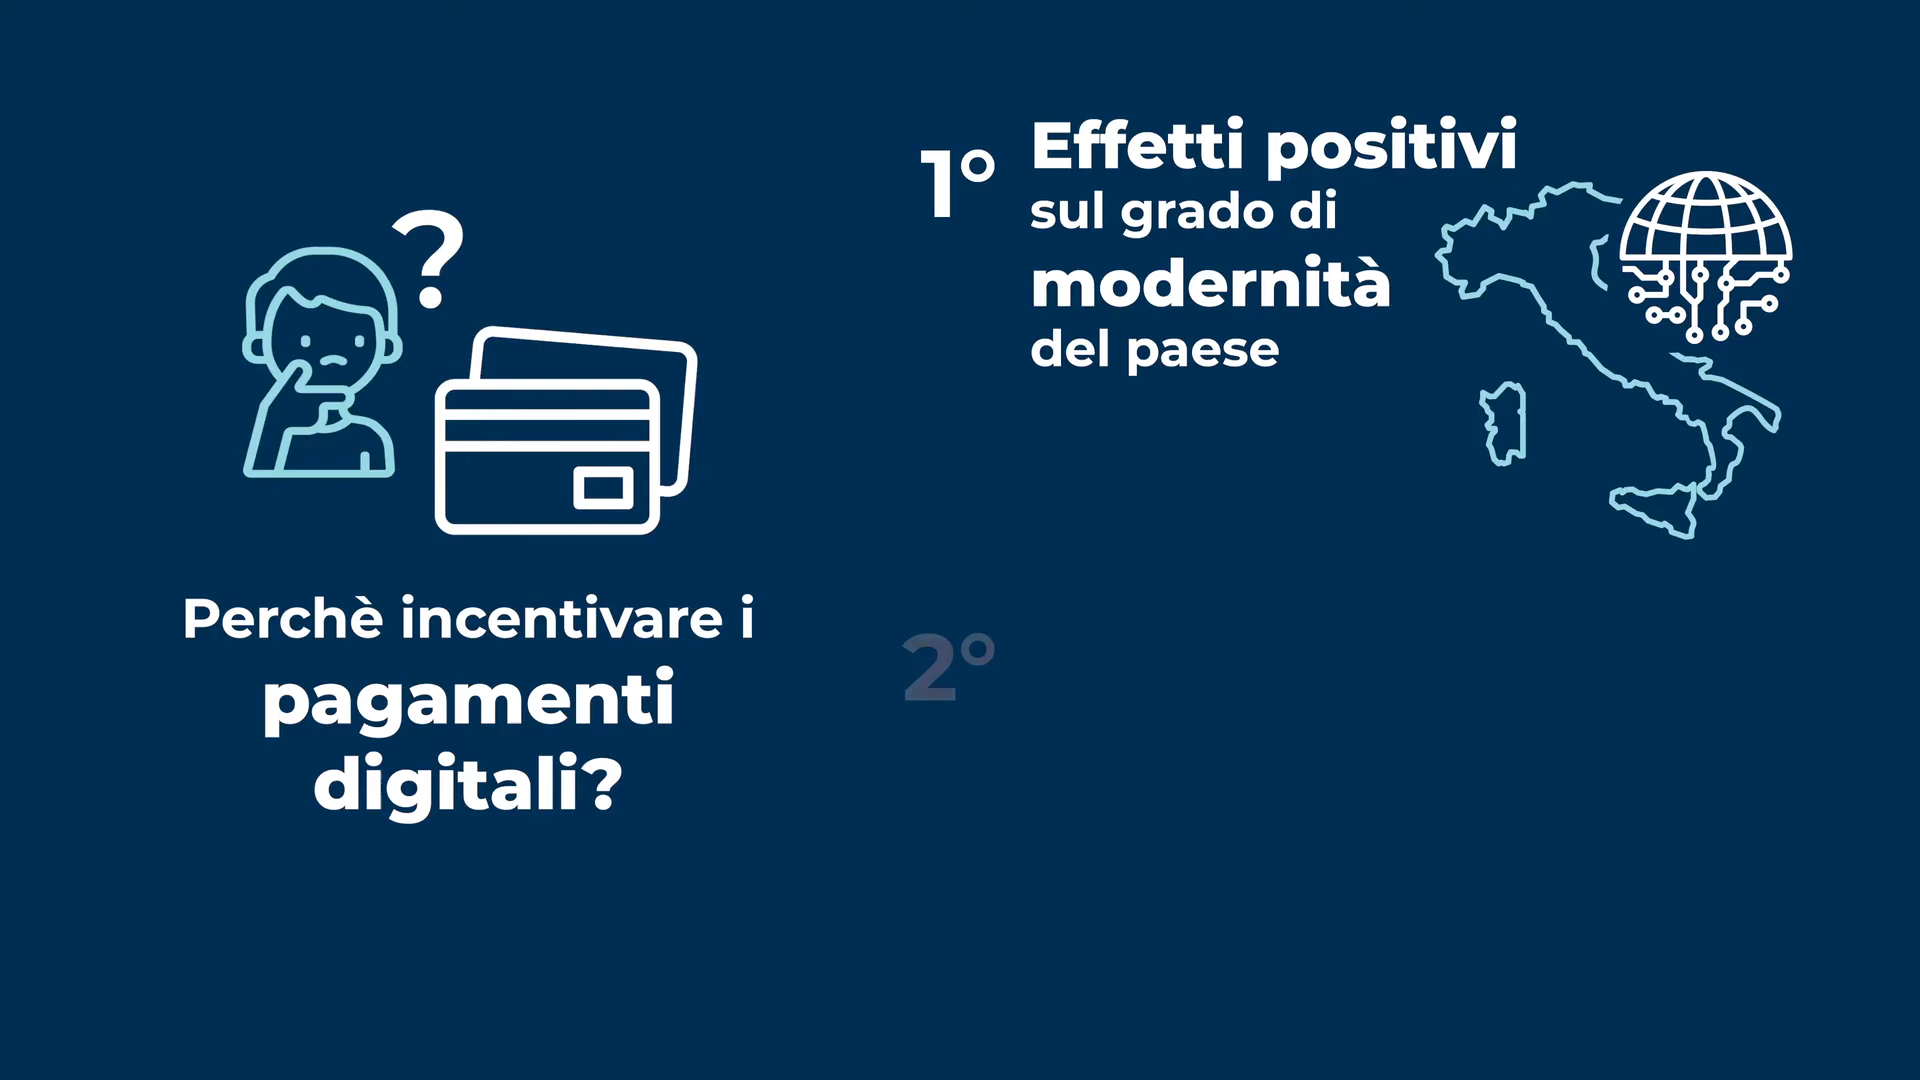 ?
Perchè incentivare i
pagamenti
digitali?
1°
Effetti positivi
sul grado di
modernità
del paese
2°